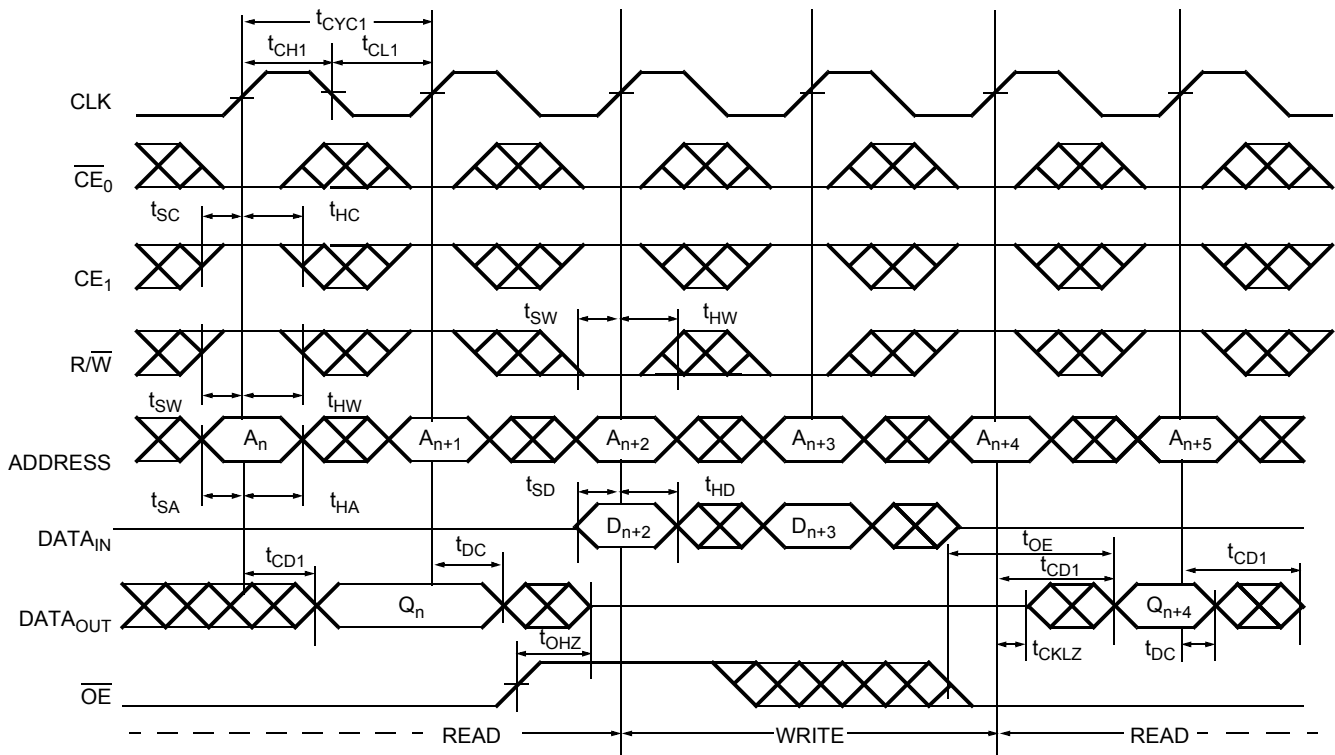 tCYC1
tCH1 tCL1
CLK
CE0
tSC tHC
CE1
tSW tHW
R/W
tSW tHW
An An+1 An+2 An+3 An+4 An+5
ADDRESS
tSA tHA tSD tHD
DATAIN Dn+2 Dn+3
tOE
tCD1 tDC tCD1 tCD1
DATAOUT Qn Qn+4
tOHZ tCKLZ tDC
OE
READ WRITE READ